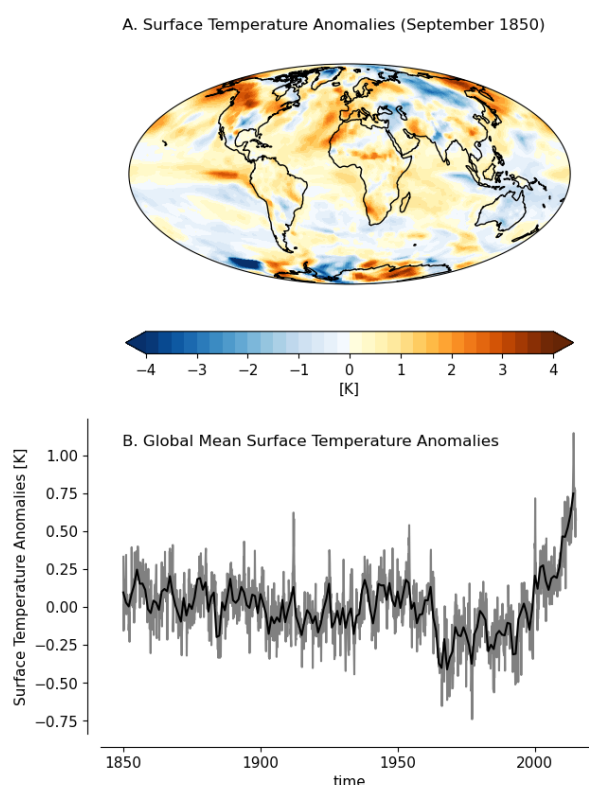 A. Surface Temperature Anomalies (September 1850)
−4 −3 −2 −1 0 1 2 3 4
[K]
B. Global Mean Surface Temperature Anomalies
Surface Temperature Anomalies [K]
1.00
0.75
0.50
0.25
0.00
−0.25
−0.50
−0.75
1850 1900 1950 2000
time